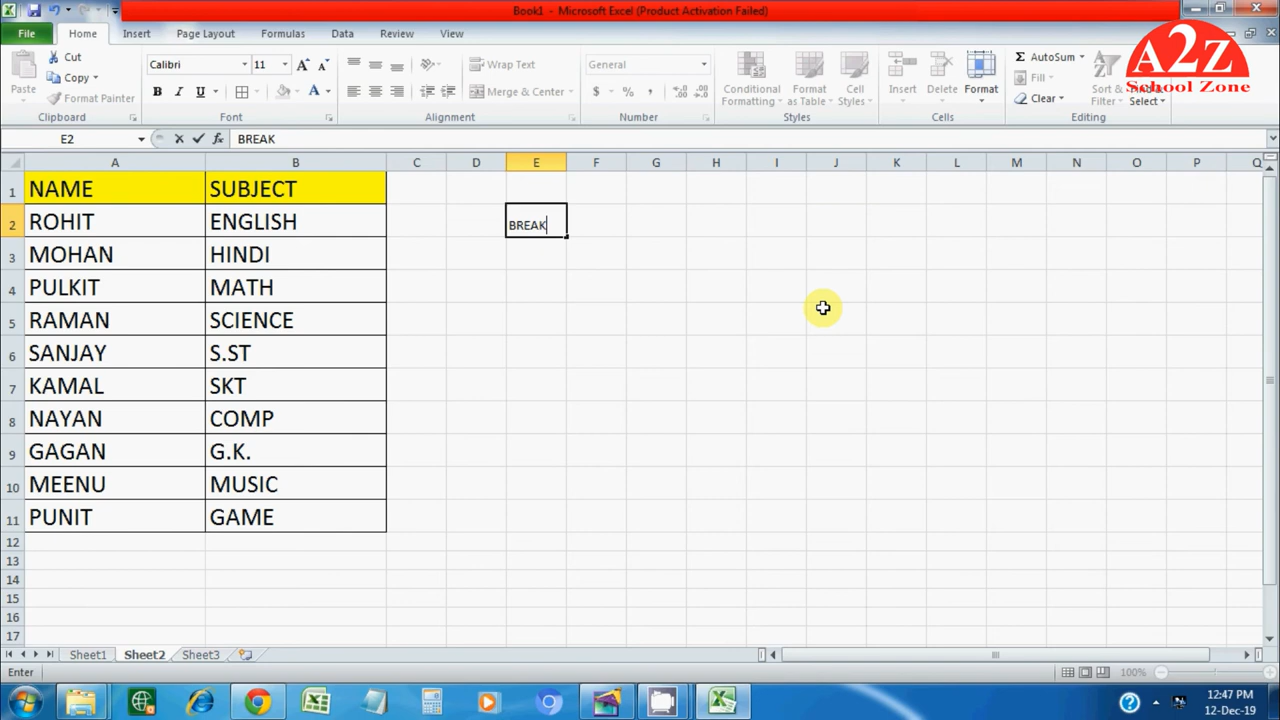 Book1 - Microsoft Excel (Product Activation Failed)
File Home Insert Page Layout Formulas Data Review View
A2Z
School Zone
Paste
Cut
Copy
Format Painter
Calibri 11
B I U
Wrap Text
Merge & Center
General
$ % ,
Conditional Formatting
Format as Table
Cell Styles
Insert
Delete
Format
Σ AutoSum
Fill
Clear
Sort & Filter
Find & Select
Clipboard Font Alignment Number Styles Cells Editing
E2 fx BREAK
A B C D E F G H I J K L M N O P Q
1 NAME SUBJECT
2 ROHIT ENGLISH BREAK
3 MOHAN HINDI
4 PULKIT MATH
5 RAMAN SCIENCE
6 SANJAY S.ST
7 KAMAL SKT
8 NAYAN COMP
9 GAGAN G.K.
10 MEENU MUSIC
11 PUNIT GAME
12
13
14
15
16
17
Sheet1 Sheet2 Sheet3
Enter 100%
12:47 PM
12-Dec-19